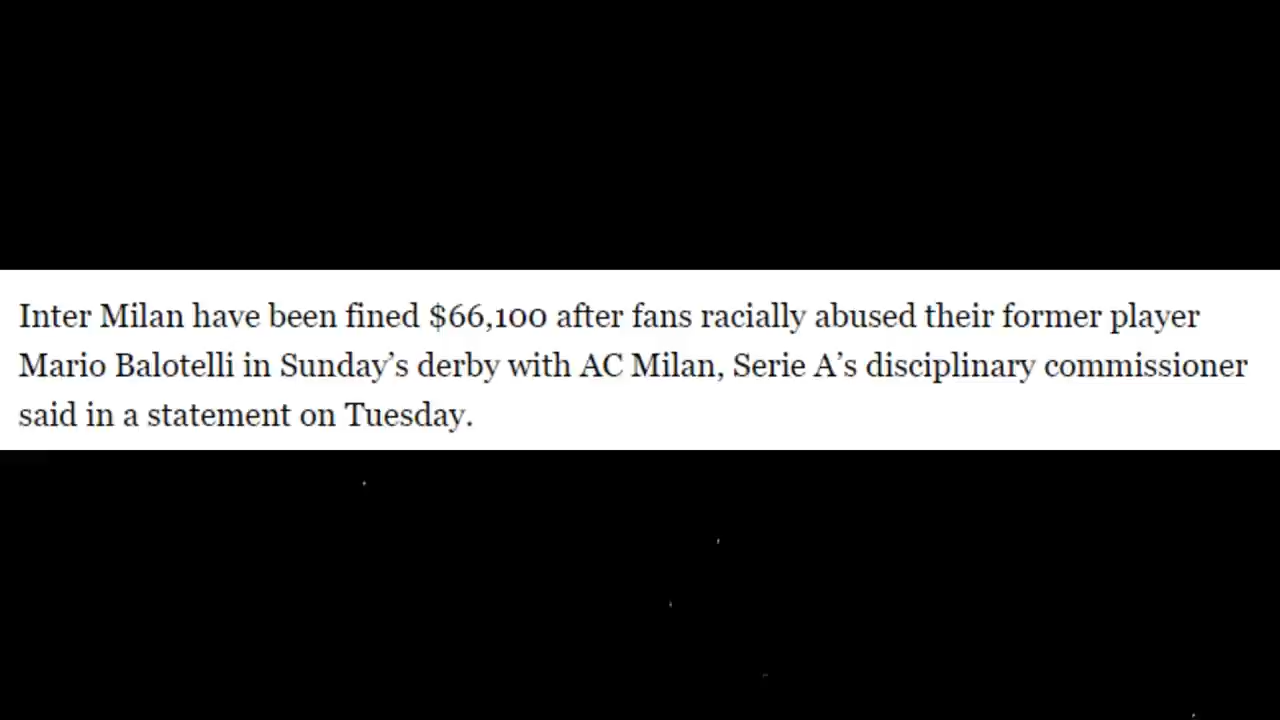 Inter Milan have been fined $66,100 after fans racially abused their former player
Mario Balotelli in Sunday’s derby with AC Milan, Serie A’s disciplinary commissioner
said in a statement on Tuesday.